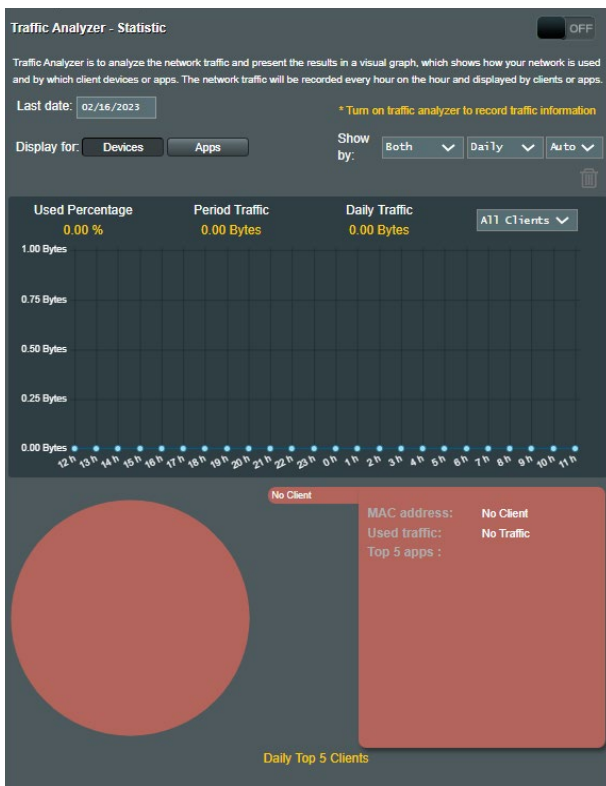 Traffic Analyzer - Statistic
OFF
Traffic Analyzer is to analyze the network traffic and present the results in a visual graph, which shows how your network is used
and by which client devices or apps. The network traffic will be recorded every hour on the hour and displayed by clients or apps.
Last date: 02/16/2023
* Turn on traffic analyzer to record traffic information
Display for: Devices Apps
Show by: Both Daily Auto
Used Percentage Period Traffic Daily Traffic All Clients
0.00 % 0.00 Bytes 0.00 Bytes
1.00 Bytes
0.75 Bytes
0.50 Bytes
0.25 Bytes
0.00 Bytes
12 h 13 h 14 h 15 h 16 h 17 h 18 h 19 h 20 h 21 h 22 h 23 h 0 h 1 h 2 h 3 h 4 h 5 h 6 h 7 h 8 h 9 h 10 h 11 h
No Client
MAC address: No Client
Used traffic: No Traffic
Top 5 apps :
Daily Top 5 Clients